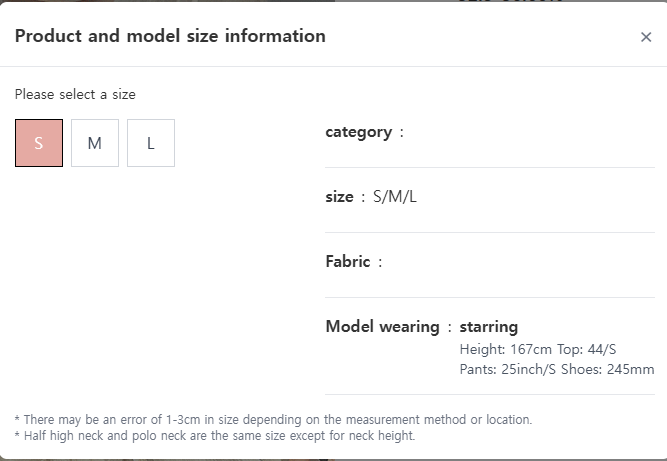 Product and model size information
×
Please select a size
S
M
L
category :
size : S/M/L
Fabric :
Model wearing : starring
Height: 167cm Top: 44/S
Pants: 25inch/S Shoes: 245mm
* There may be an error of 1-3cm in size depending on the measurement method or location.
* Half high neck and polo neck are the same size except for neck height.